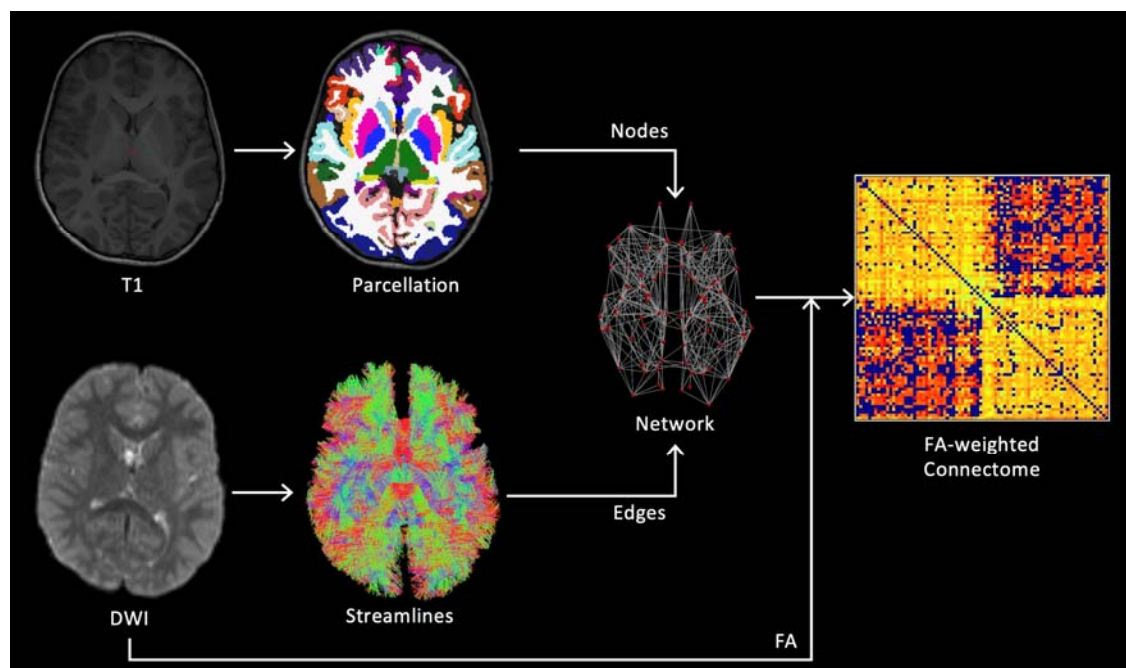 Nodes
T1
Parcellation
Network
FA-weighted
Connectome
Edges
DWI
Streamlines
FA